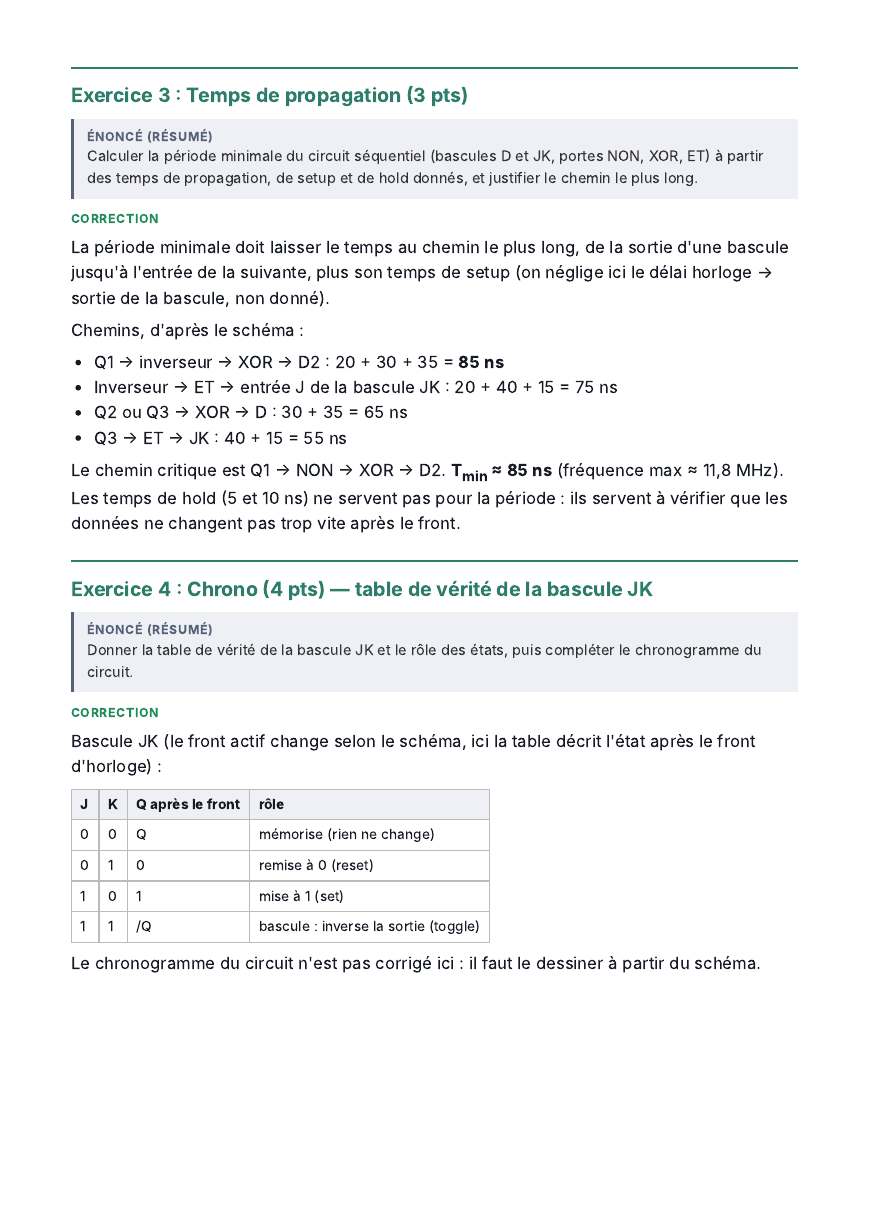 Exercice 3 : Temps de propagation (3 pts)
ÉNONCÉ (RÉSUMÉ)
Calculer la période minimale du circuit séquentiel (bascules D et JK, portes NON, XOR, ET) à partir
des temps de propagation, de setup et de hold donnés, et justifier le chemin le plus long.
CORRECTION
La période minimale doit laisser le temps au chemin le plus long, de la sortie d'une bascule
jusqu'à l'entrée de la suivante, plus son temps de setup (on néglige ici le délai horloge →
sortie de la bascule, non donné).
Chemins, d'après le schéma :
• Q1 → inverseur → XOR → D2 : 20 + 30 + 35 = 85 ns
• Inverseur → ET → entrée J de la bascule JK : 20 + 40 + 15 = 75 ns
• Q2 ou Q3 → XOR → D : 30 + 35 = 65 ns
• Q3 → ET → JK : 40 + 15 = 55 ns
Le chemin critique est Q1 → NON → XOR → D2. Tmin ≈ 85 ns (fréquence max ≈ 11,8 MHz).
Les temps de hold (5 et 10 ns) ne servent pas pour la période : ils servent à vérifier que les
données ne changent pas trop vite après le front.
Exercice 4 : Chrono (4 pts) — table de vérité de la bascule JK
ÉNONCÉ (RÉSUMÉ)
Donner la table de vérité de la bascule JK et le rôle des états, puis compléter le chronogramme du
circuit.
CORRECTION
Bascule JK (le front actif change selon le schéma, ici la table décrit l'état après le front
d'horloge) :
J K Q après le front rôle
0 0 Q mémorise (rien ne change)
0 1 0 remise à 0 (reset)
1 0 1 mise à 1 (set)
1 1 /Q bascule : inverse la sortie (toggle)
Le chronogramme du circuit n'est pas corrigé ici : il faut le dessiner à partir du schéma.